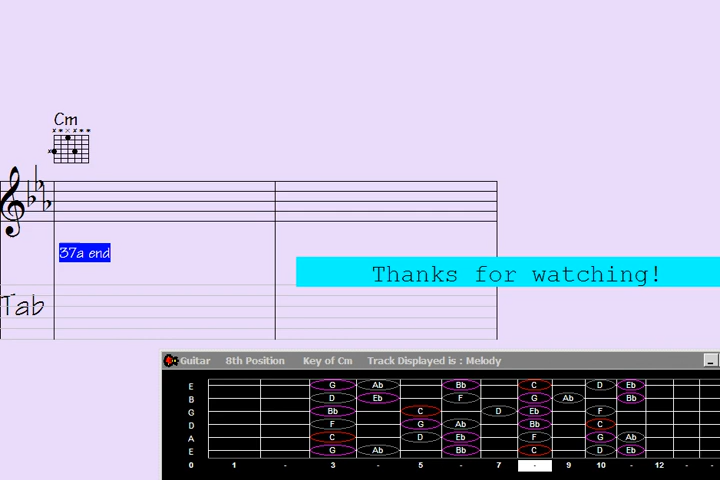 Cm
37a end
Thanks for watching!
Tab
Guitar 8th Position Key of Cm Track Displayed is : Melody
E G Ab Bb C D Eb
B D Eb F G Ab Bb
G Bb C D Eb F
D F G Ab Bb C
A C D Eb F G Ab
E G Ab Bb C D Eb
0 1 - 3 - 5 - 7 - 9 10 - 12 - -